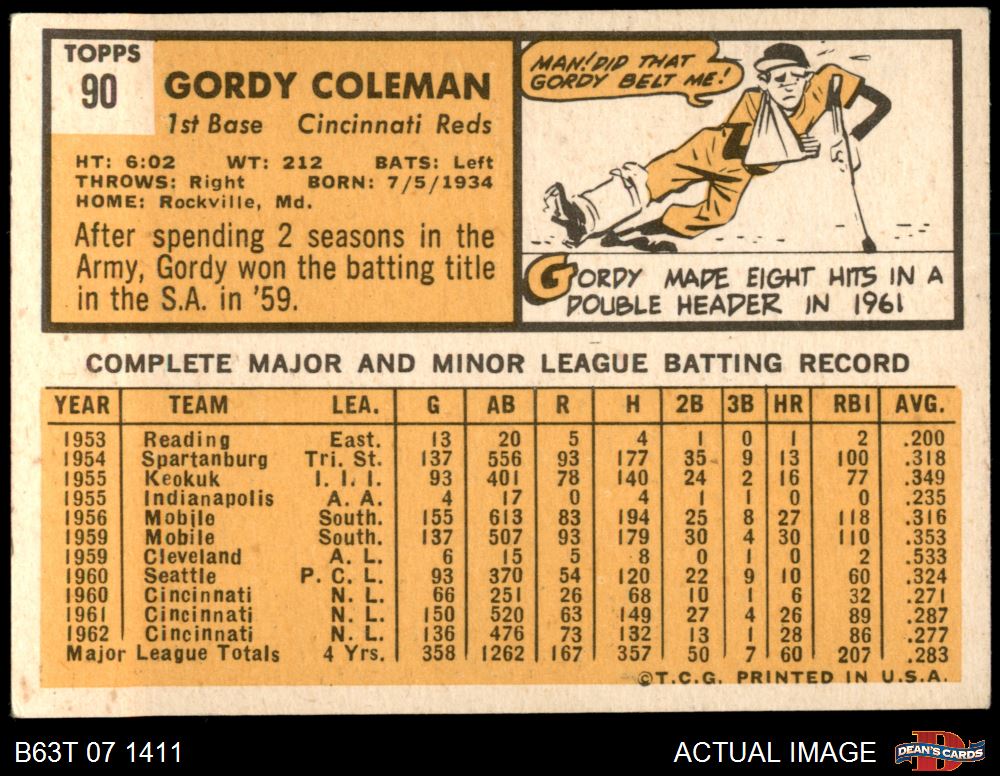 TOPPS
90
GORDY COLEMAN
1st Base Cincinnati Reds
HT: 6:02 WT: 212 BATS: Left
THROWS: Right BORN: 7/5/1934
HOME: Rockville, Md.
After spending 2 seasons in the
Army, Gordy won the batting title
in the S.A. in '59.
MAN! DID THAT
GORDY BELT ME!
GORDY MADE EIGHT HITS IN A
DOUBLE HEADER IN 1961
COMPLETE MAJOR AND MINOR LEAGUE BATTING RECORD
YEAR TEAM LEA. G AB R H 2B 3B HR RBI AVG.
1953 Reading East. 13 20 5 4 1 0 1 2 .200
1954 Spartanburg Tri. St. 137 556 93 177 35 9 13 100 .318
1955 Keokuk I. I. I. 93 401 78 140 24 2 16 77 .349
1955 Indianapolis A. A. 4 17 0 4 1 1 0 0 .235
1956 Mobile South. 155 613 83 194 25 8 27 118 .316
1959 Mobile South. 137 507 93 179 30 4 30 110 .353
1959 Cleveland A. L. 6 15 5 8 0 1 0 2 .533
1960 Seattle P. C. L. 93 370 54 120 22 9 10 60 .324
1960 Cincinnati N. L. 66 251 26 68 10 1 6 32 .271
1961 Cincinnati N. L. 150 520 63 149 27 4 26 89 .287
1962 Cincinnati N. L. 136 476 73 132 13 1 28 86 .277
Major League Totals 4 Yrs. 358 1262 167 357 50 7 60 207 .283
©T.C.G. PRINTED IN U.S.A.
B63T 07 1411 ACTUAL IMAGE DEAN'S CARDS